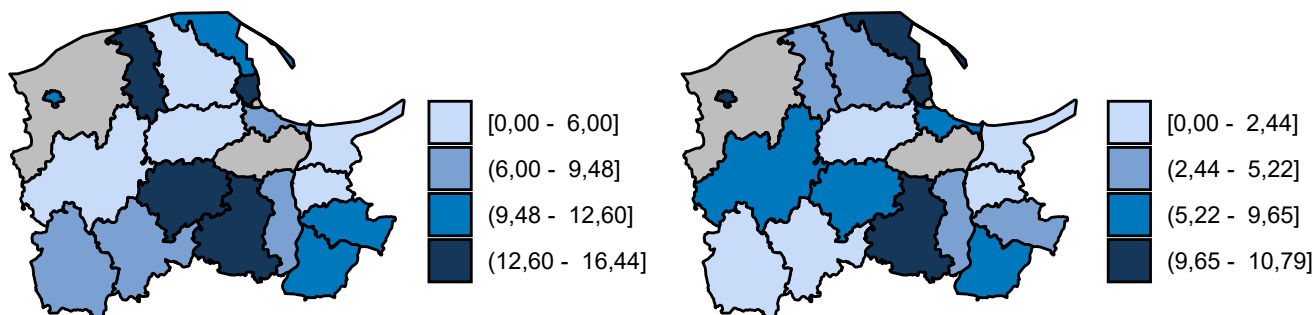 [0,00 - 6,00]
(6,00 - 9,48]
(9,48 - 12,60]
(12,60 - 16,44]
[0,00 - 2,44]
(2,44 - 5,22]
(5,22 - 9,65]
(9,65 - 10,79]